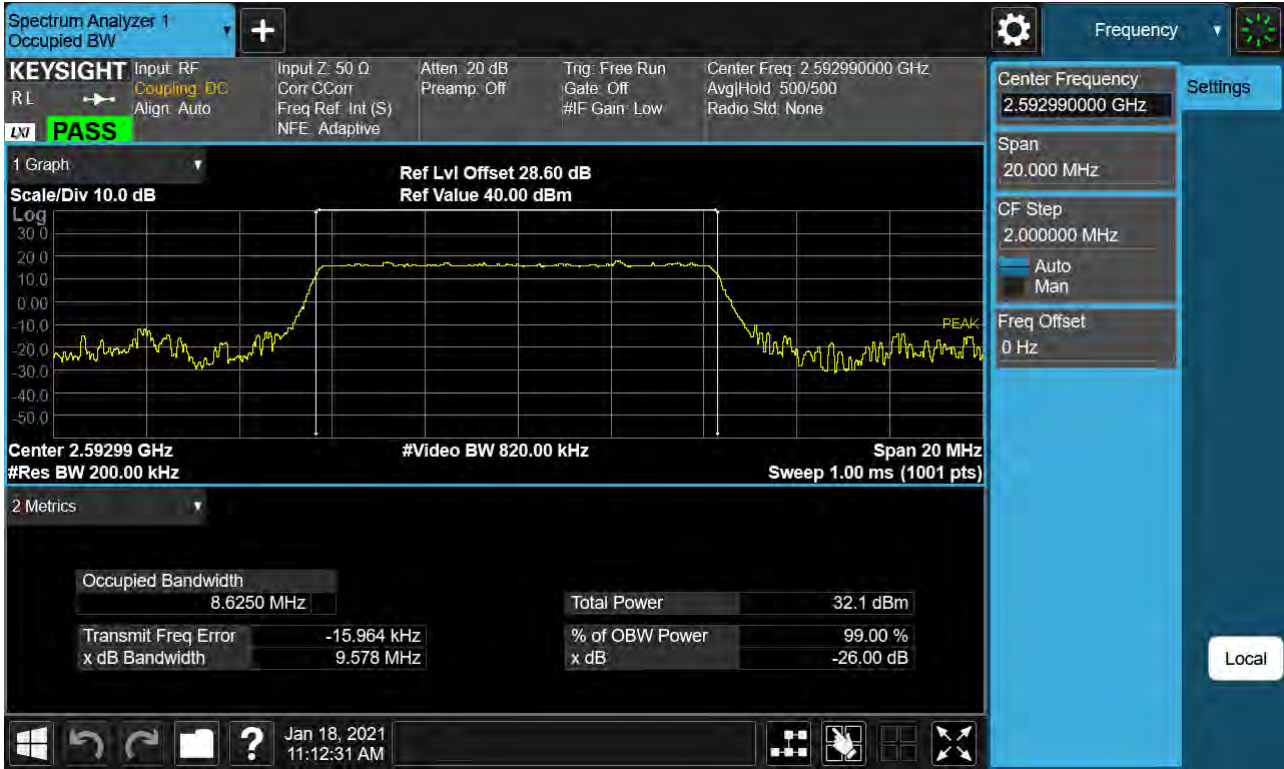 Spectrum Analyzer 1
Occupied BW
+
Frequency
KEYSIGHT
RL
LXI PASS
Input: RF
Coupling: DC
Align: Auto
Input Z: 50 Ω
Corr CCorr
Freq Ref: Int (S)
NFE: Adaptive
Atten: 20 dB
Preamp: Off
Trig: Free Run
Gate: Off
#IF Gain: Low
Center Freq: 2.592990000 GHz
Avg|Hold: 500/500
Radio Std: None
Center Frequency
2.592990000 GHz
Settings
Span
20.000 MHz
CF Step
2.000000 MHz
Auto
Man
Freq Offset
0 Hz
Local
1 Graph
Scale/Div 10.0 dB
Ref Lvl Offset 28.60 dB
Ref Value 40.00 dBm
Log
30.0
20.0
10.0
0.00
-10.0
-20.0
-30.0
-40.0
-50.0
PEAK
Center 2.59299 GHz
#Video BW 820.00 kHz
Span 20 MHz
#Res BW 200.00 kHz
Sweep 1.00 ms (1001 pts)
2 Metrics
Occupied Bandwidth
8.6250 MHz
Total Power 32.1 dBm
Transmit Freq Error -15.964 kHz
% of OBW Power 99.00 %
x dB Bandwidth 9.578 MHz
x dB -26.00 dB
?
Jan 18, 2021
11:12:31 AM